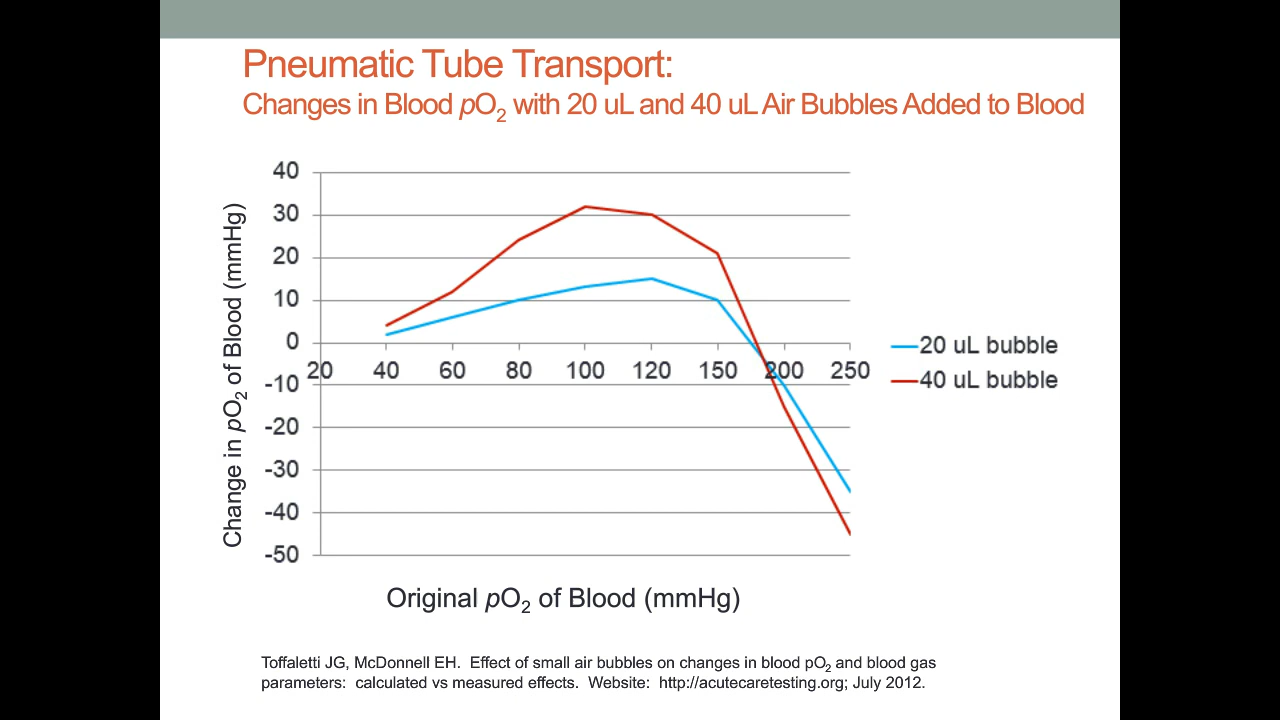 Pneumatic Tube Transport:
Changes in Blood pO2 with 20 uL and 40 uL Air Bubbles Added to Blood
Change in pO2 of Blood (mmHg)
40
30
20
10
0
-10
-20
-30
-40
-50
20 40 60 80 100 120 150 200 250
20 uL bubble
40 uL bubble
Original pO2 of Blood (mmHg)
Toffaletti JG, McDonnell EH. Effect of small air bubbles on changes in blood pO2 and blood gas
parameters: calculated vs measured effects. Website: http://acutecaretesting.org; July 2012.